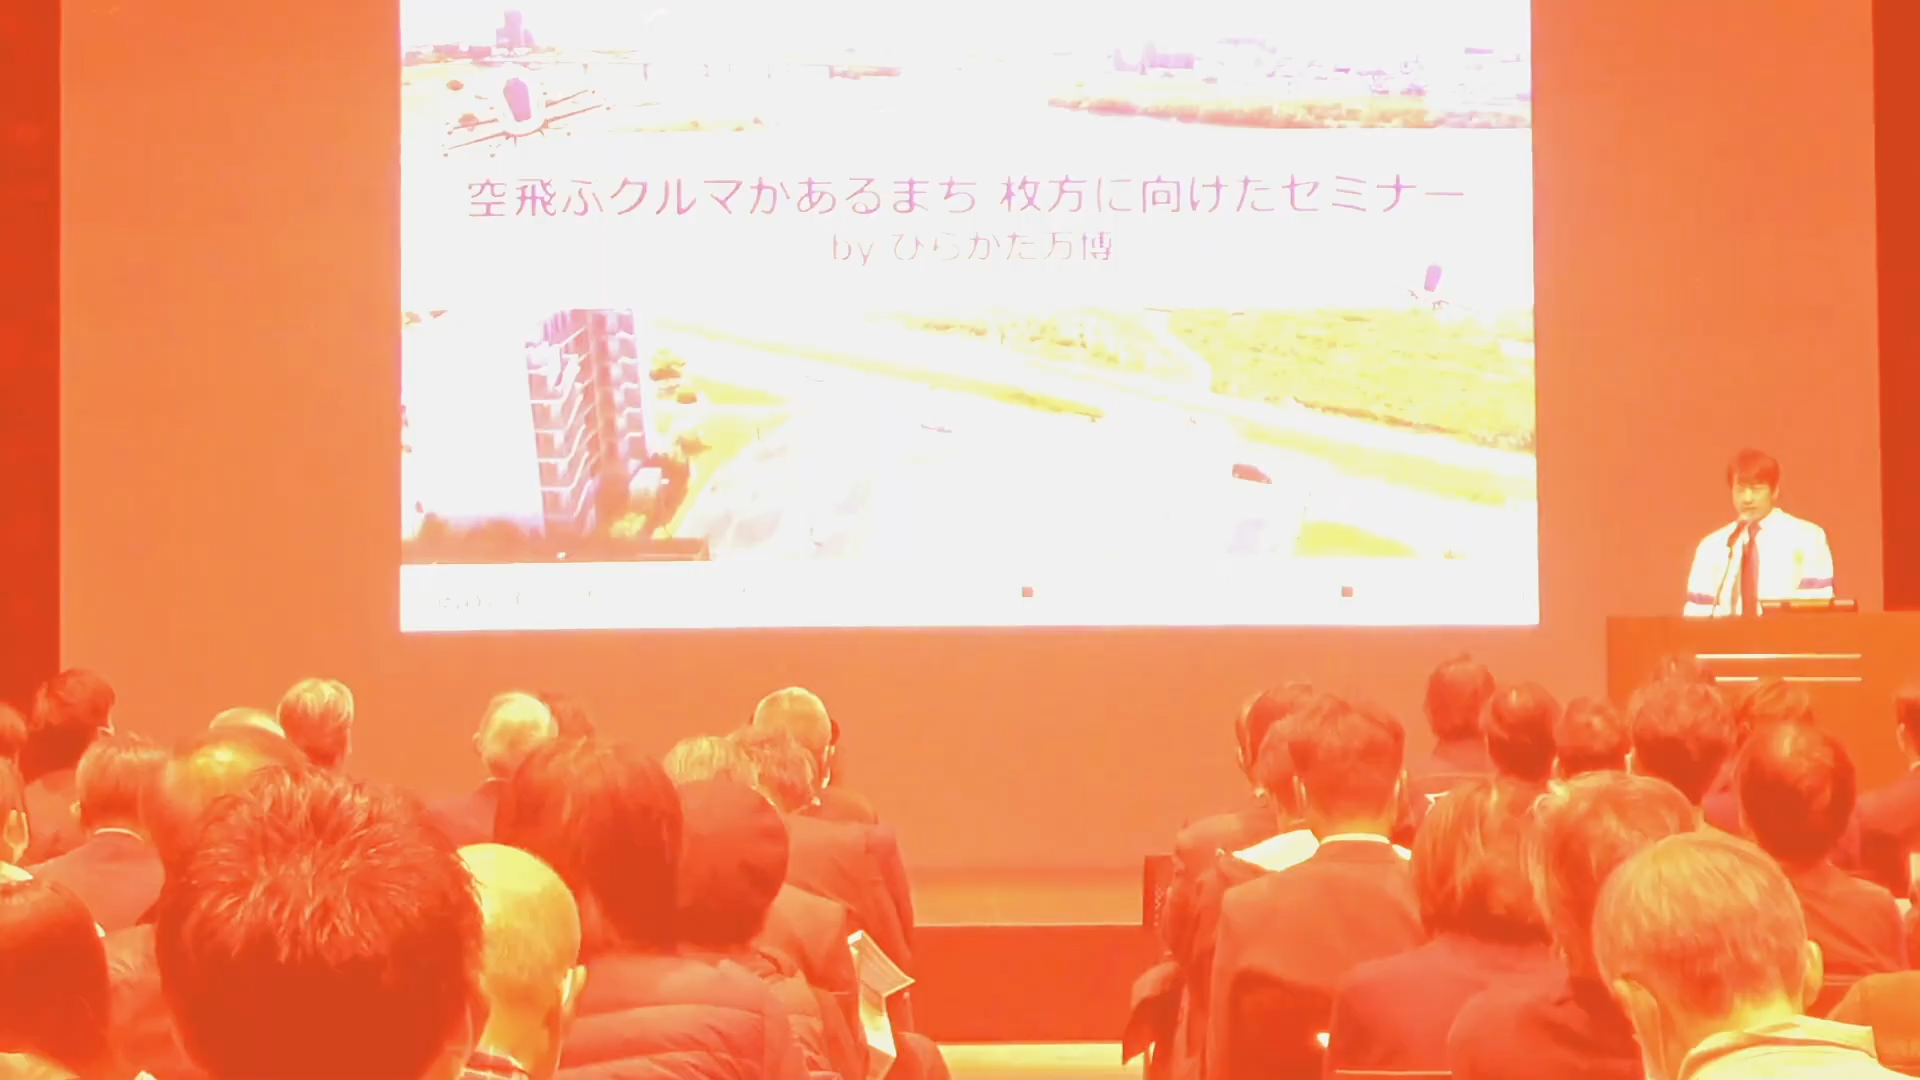 空飛ぶクルマがあるまち 枚方に向けたセミナー
by ひらかた万博